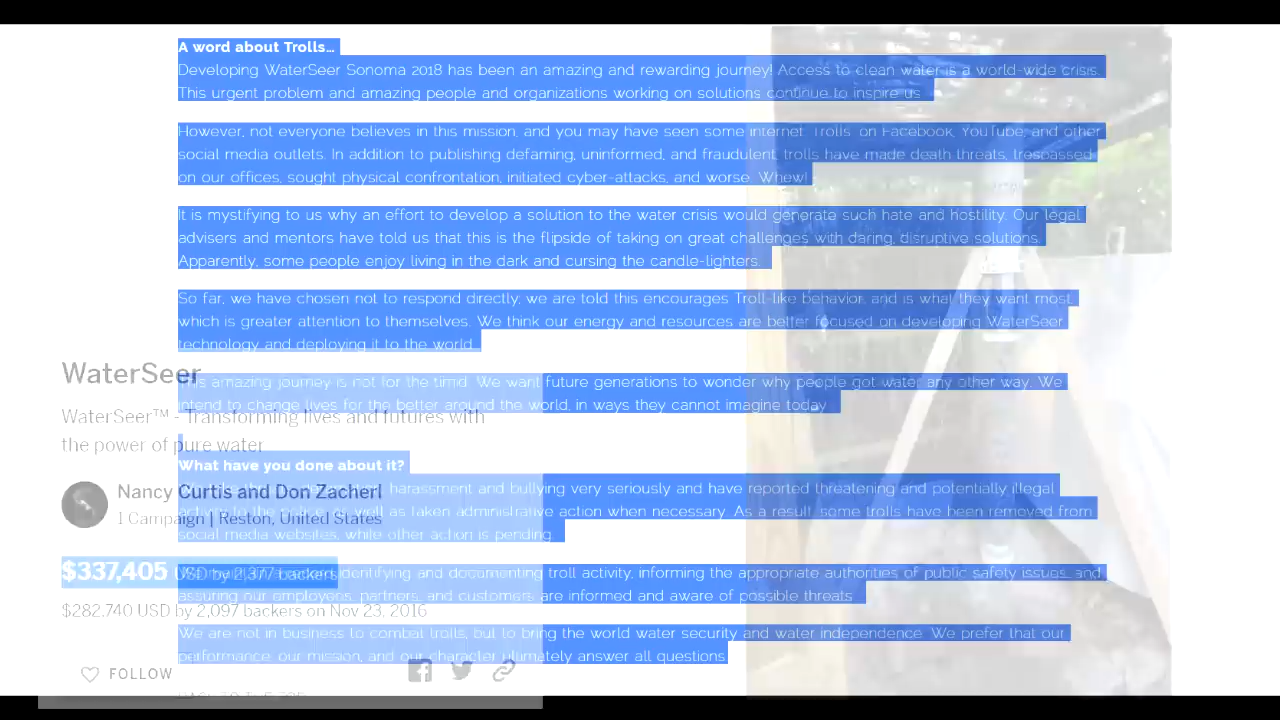 A word about Trolls...
Developing WaterSeer Sonoma 2018 has been an amazing and rewarding journey! Access to clean water is a world-wide crisis.
This urgent problem and amazing people and organizations working on solutions continue to inspire us.
However, not everyone believes in this mission, and you may have seen some internet 'Trolls' on Facebook, YouTube, and other
social media outlets. In addition to publishing defaming, uninformed, and fraudulent, trolls have made death threats, trespassed
on our offices, sought physical confrontation, initiated cyber-attacks, and worse. Whew!
It is mystifying to us why an effort to develop a solution to the water crisis would generate such hate and hostility. Our legal
advisers and mentors have told us that this is the flipside of taking on great challenges with daring, disruptive solutions.
Apparently, some people enjoy living in the dark and cursing the candle-lighters.
So far, we have chosen not to respond directly; we are told this encourages Troll-like behavior, and is what they want most,
which is greater attention to themselves. We think our energy and resources are better focused on developing WaterSeer
technology and deploying it to the world.
WaterSeer
This amazing journey is not for the timid. We want future generations to wonder why people got water any other way. We
intend to change lives for the better around the world, in ways they cannot imagine today.
WaterSeer™ - Transforming lives and futures with
the power of pure water
What have you done about it?
harassment and bullying very seriously and have reported threatening and potentially illegal
Nancy Curtis and Don Zacherl
as well as taken administrative action when necessary. As a result, some trolls have been removed from
1 Campaign | Reston, United States
social media websites, while other action is pending.
$337,405 USD by 2,377 backers
identifying and documenting troll activity, informing the appropriate authorities of public safety issues, and
assuring our employees, partners, and customers are informed and aware of possible threats.
$282,740 USD by 2,097 backers on Nov 23, 2016
We are not in business to combat trolls, but to bring the world water security and water independence. We prefer that our
performance, our mission, and our character ultimately answer all questions.
FOLLOW